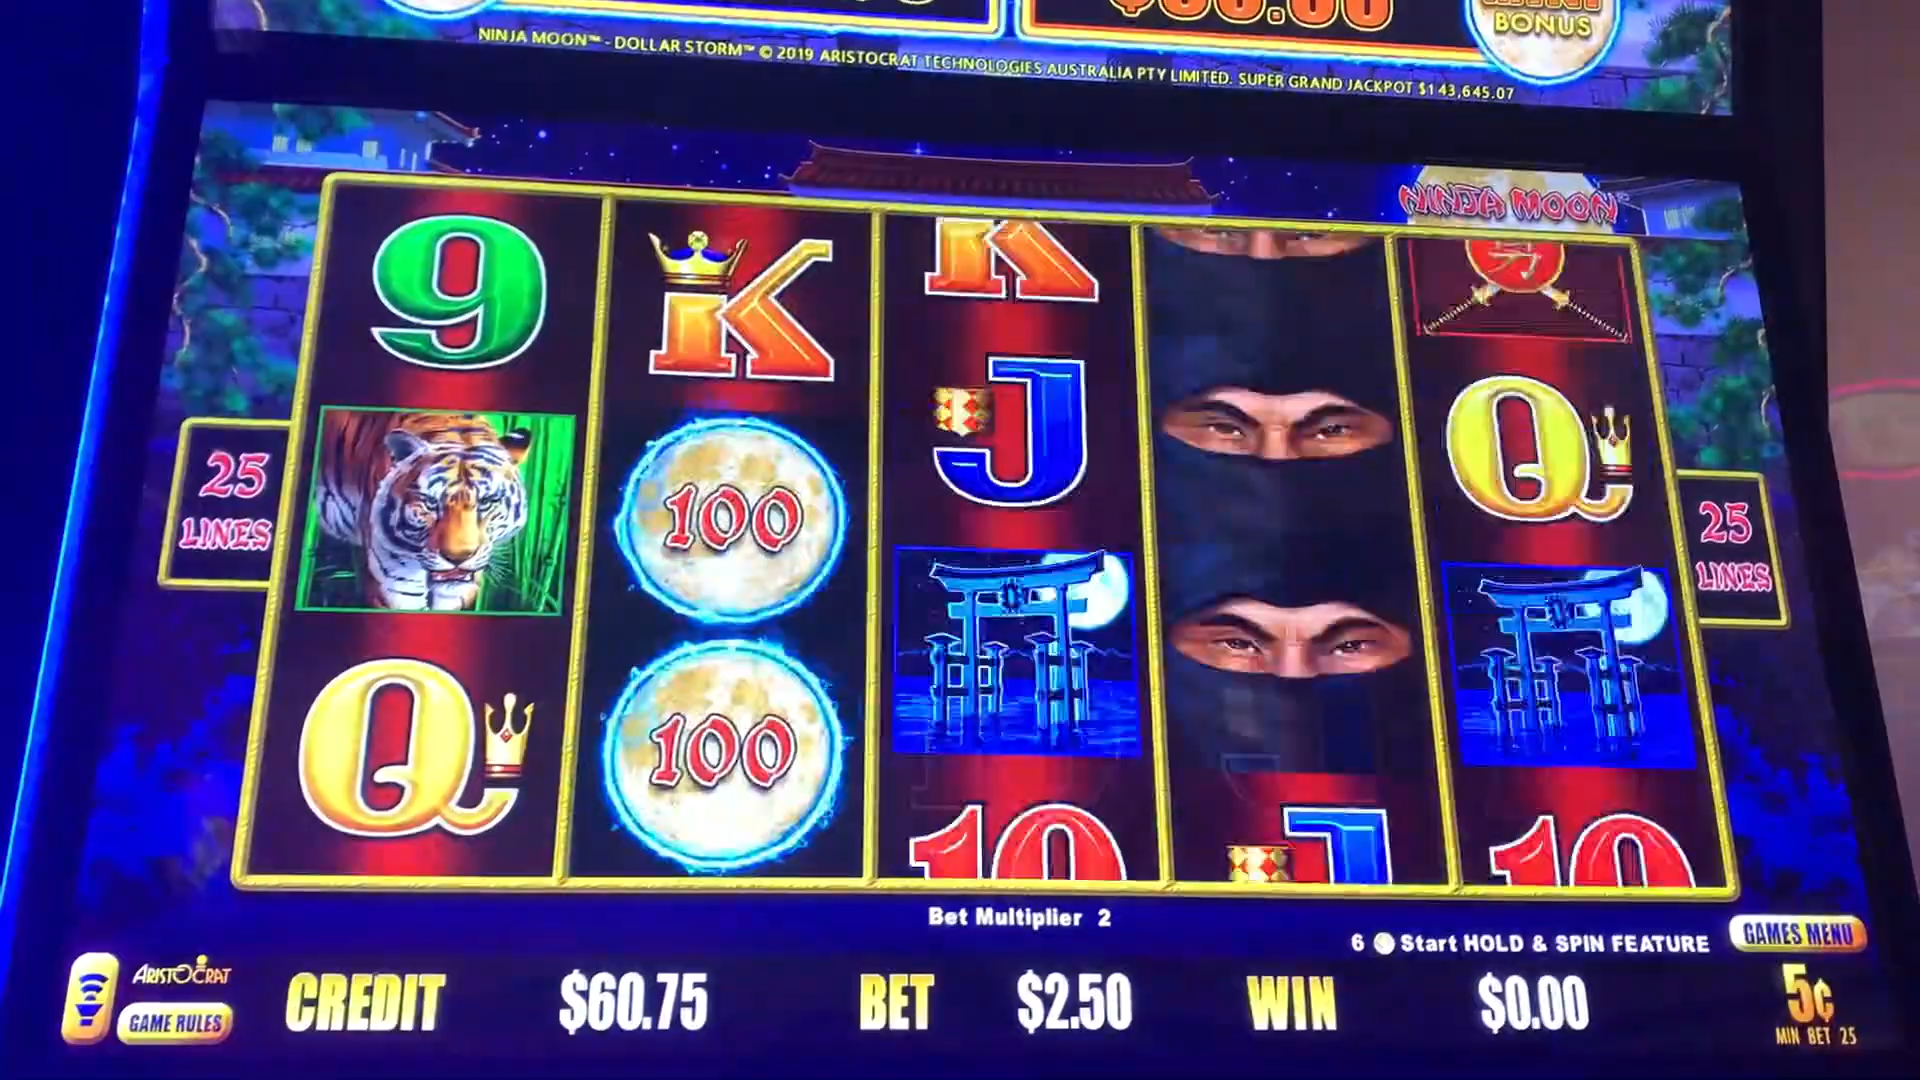 BONUS
NINJA MOON™ - DOLLAR STORM™ © 2019 ARISTOCRAT TECHNOLOGIES AUSTRALIA PTY LIMITED. SUPER GRAND JACKPOT $143,645.07
NINJA MOON
9
K
K
J
Q
25
LINES
100
25
LINES
Q
100
10
J
10
Bet Multiplier 2
6 Start HOLD & SPIN FEATURE
GAMES MENU
ARISTOCRAT
GAME RULES
CREDIT $60.75 BET $2.50 WIN $0.00
5¢
MIN BET 25